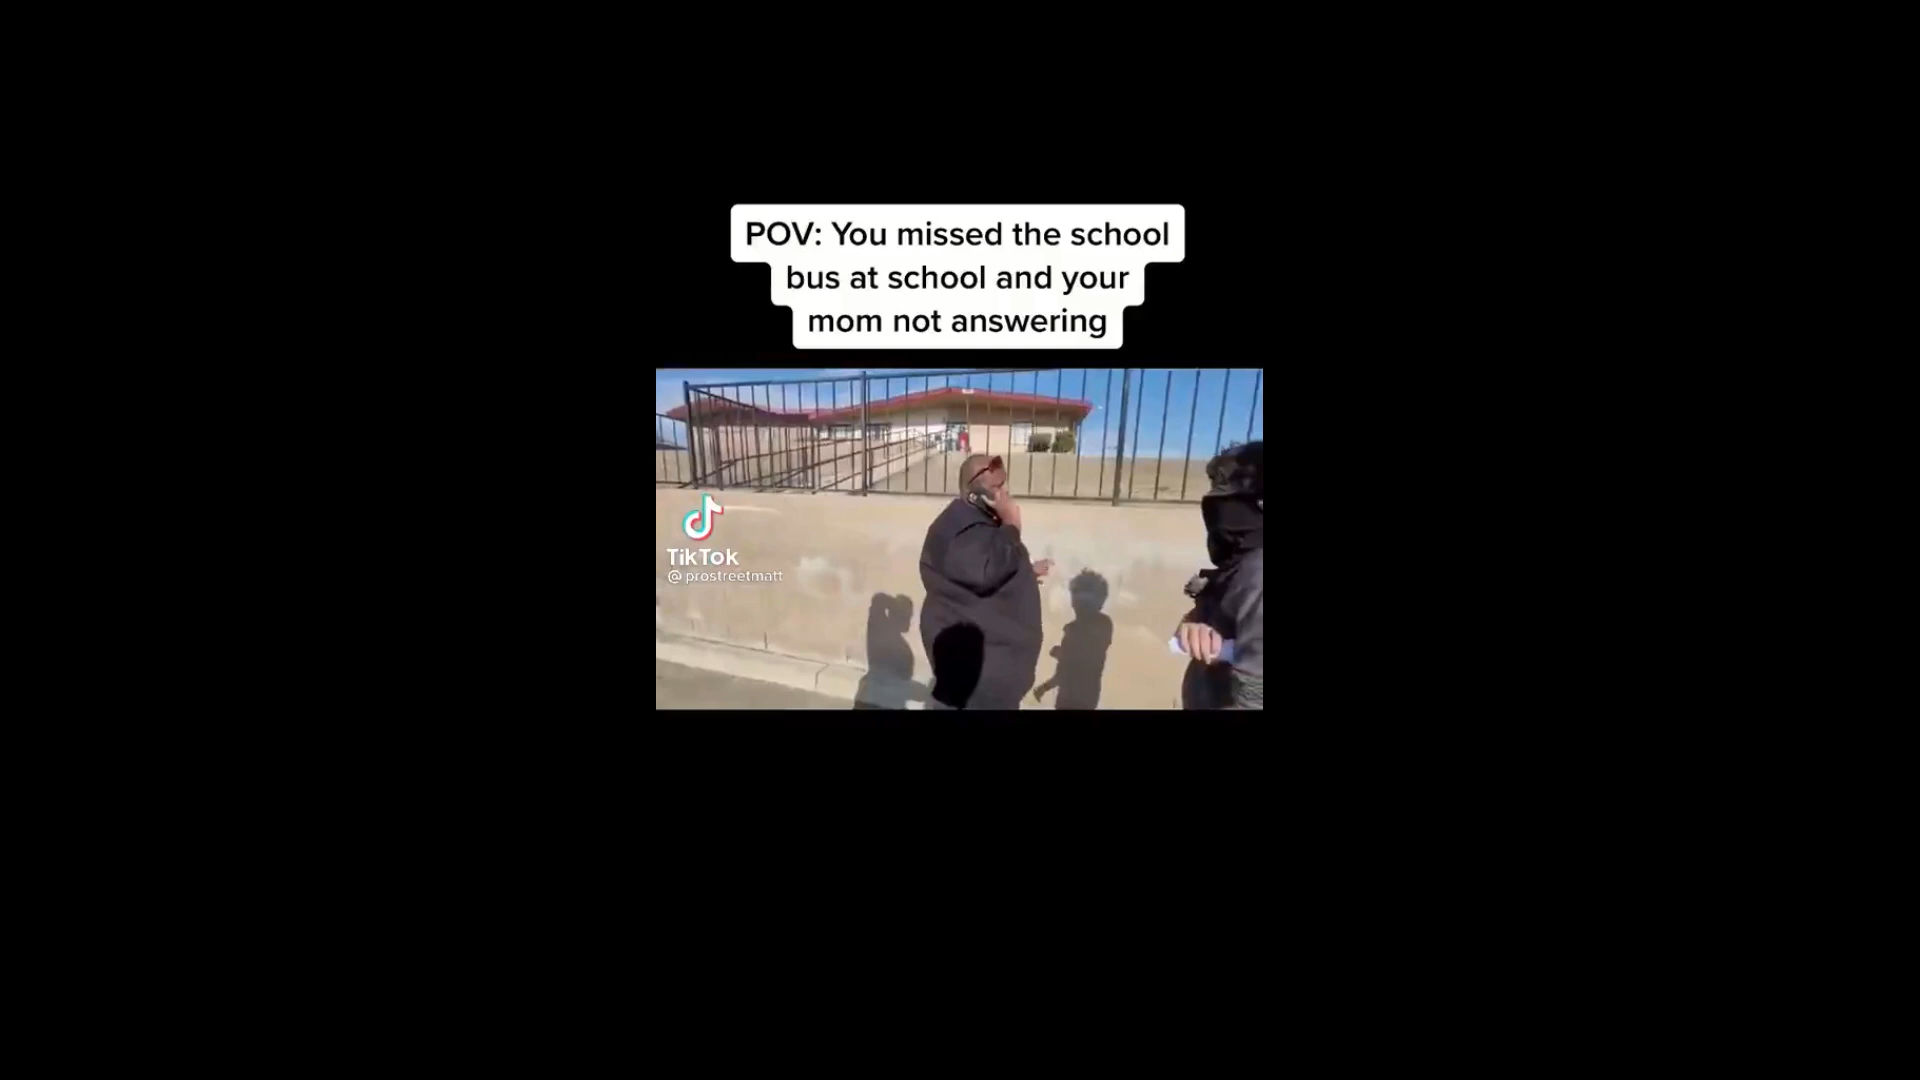 POV: You missed the school
bus at school and your
mom not answering
TikTok
@prostreetmatt